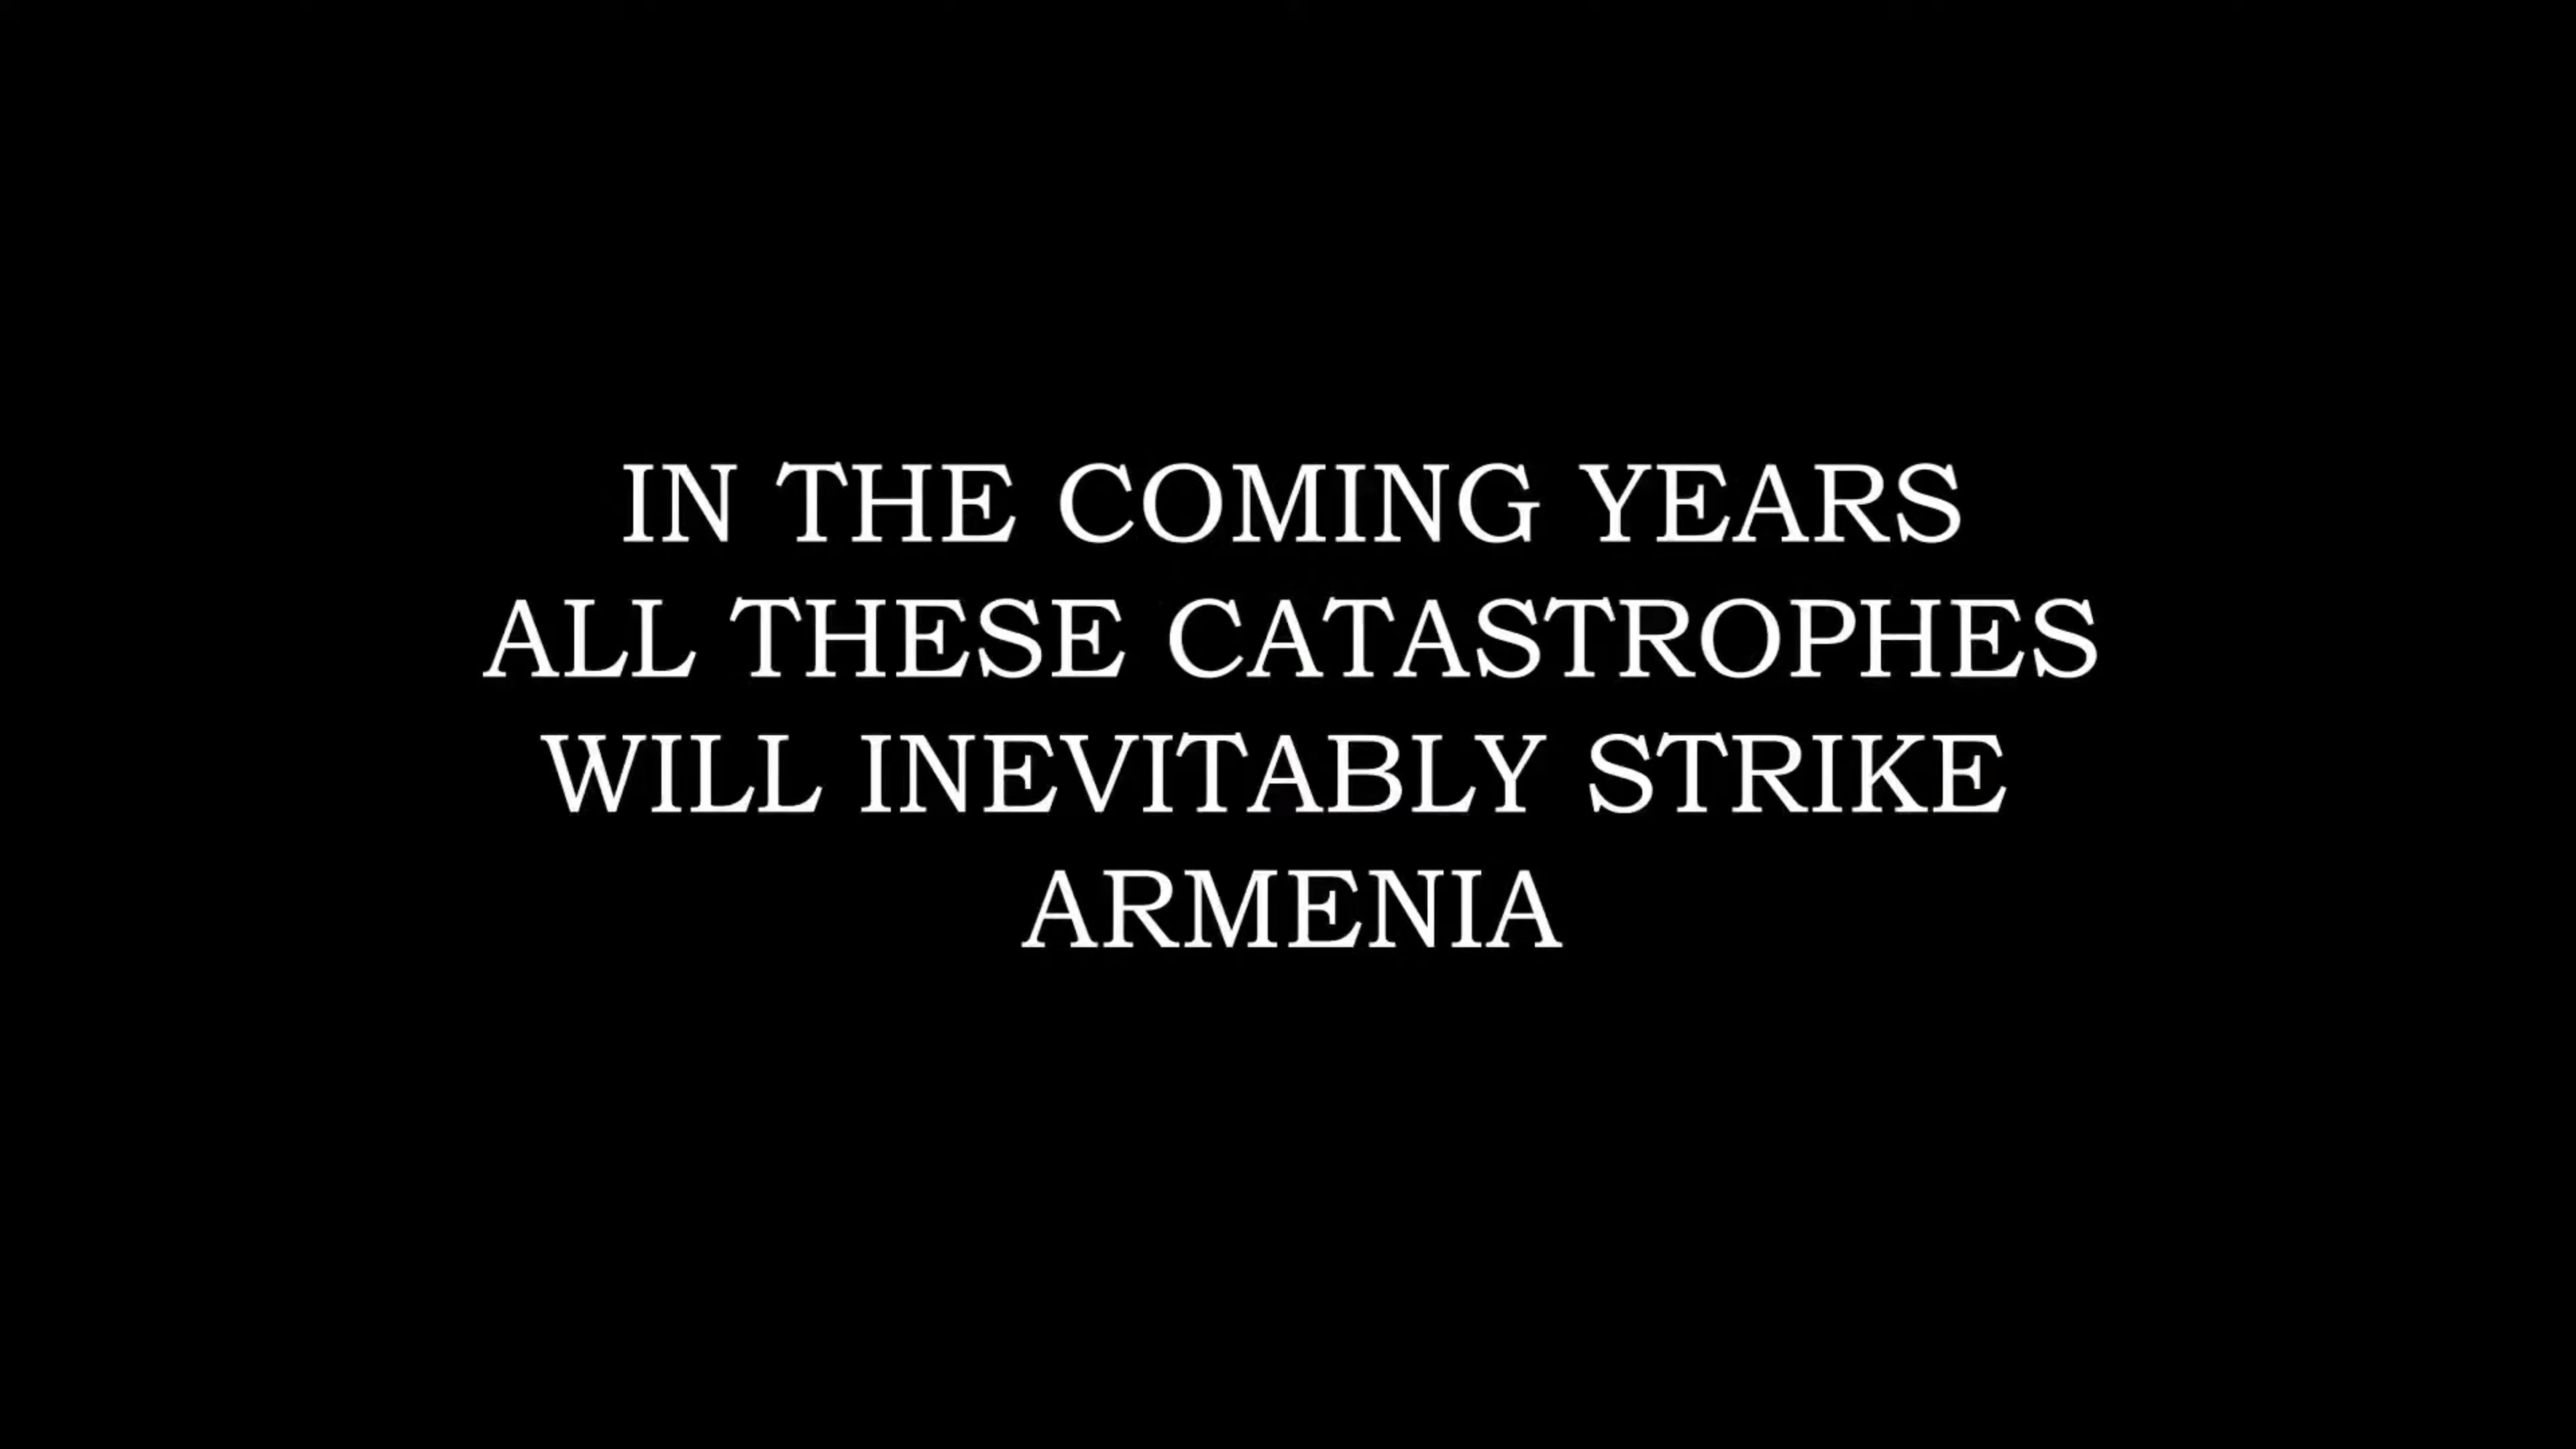 IN THE COMING YEARS
ALL THESE CATASTROPHES
WILL INEVITABLY STRIKE
ARMENIA